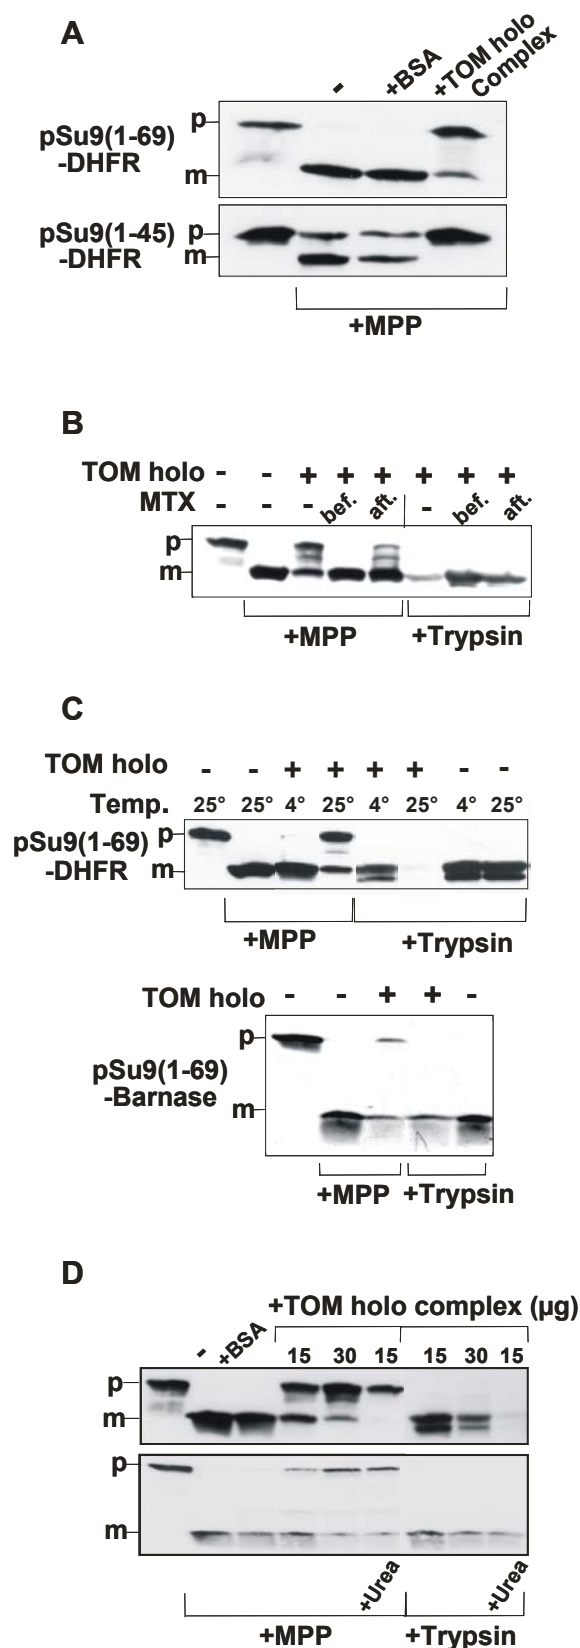 A
- +BSA +TOM holo Complex
pSu9(1-69) -DHFR
p
m
pSu9(1-45) -DHFR
p
m
+MPP
B
TOM holo - - + + + + + +
MTX - - - bef. aft. - bef. aft.
p
m
+MPP +Trypsin
C
TOM holo - - + + + + - -
Temp. 25° 25° 4° 25° 4° 25° 4° 25°
pSu9(1-69) -DHFR
p
m
+MPP +Trypsin
TOM holo - - + + -
p
pSu9(1-69) -Barnase
m
+MPP +Trypsin
D
+TOM holo complex (µg)
- +BSA 15 30 15 15 30 15
p
m
p
m
+Urea +Urea
+MPP +Trypsin